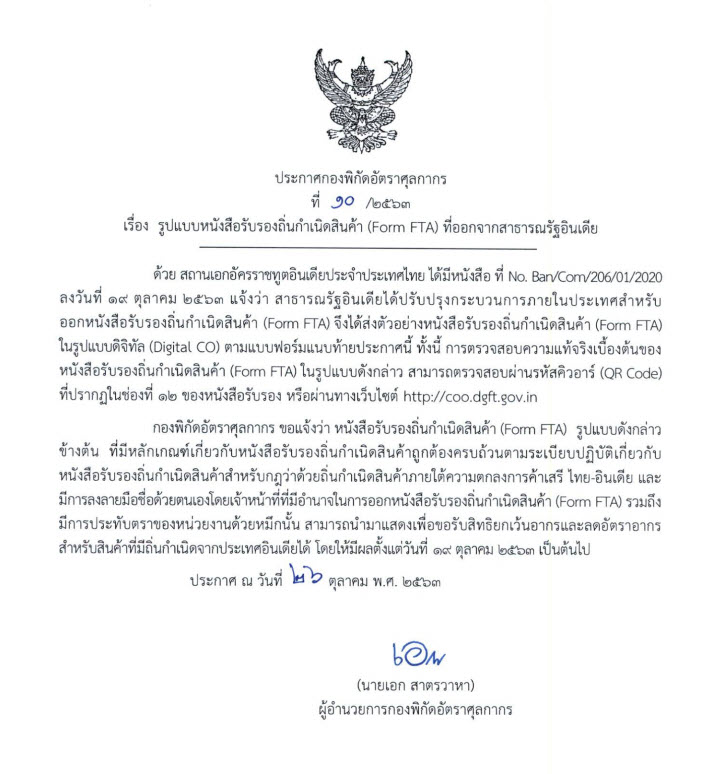 ประกาศกองพิกัดอัตราศุลกากร
ที่ ๑๐ /๒๕๖๓
เรื่อง รูปแบบหนังสือรับรองถิ่นกำเนิดสินค้า (Form FTA) ที่ออกจากสาธารณรัฐอินเดีย
ด้วย สถานเอกอัครราชทูตอินเดียประจำประเทศไทย ได้มีหนังสือ ที่ No. Ban/Com/206/01/2020
ลงวันที่ ๑๙ ตุลาคม ๒๕๖๓ แจ้งว่า สาธารณรัฐอินเดียได้ปรับปรุงกระบวนการภายในประเทศสำหรับ
ออกหนังสือรับรองถิ่นกำเนิดสินค้า (Form FTA) จึงได้ส่งตัวอย่างหนังสือรับรองถิ่นกำเนิดสินค้า (Form FTA)
ในรูปแบบดิจิทัล (Digital CO) ตามแบบฟอร์มแนบท้ายประกาศนี้ ทั้งนี้ การตรวจสอบความแท้จริงเบื้องต้นของ
หนังสือรับรองถิ่นกำเนิดสินค้า (Form FTA) ในรูปแบบดังกล่าว สามารถตรวจสอบผ่านรหัสคิวอาร์ (QR Code)
ที่ปรากฏในช่องที่ ๑๒ ของหนังสือรับรอง หรือผ่านทางเว็บไซต์ http://coo.dgft.gov.in
กองพิกัดอัตราศุลกากร ขอแจ้งว่า หนังสือรับรองถิ่นกำเนิดสินค้า (Form FTA) รูปแบบดังกล่าว
ข้างต้น ที่มีหลักเกณฑ์เกี่ยวกับหนังสือรับรองถิ่นกำเนิดสินค้าถูกต้องครบถ้วนตามระเบียบปฏิบัติเกี่ยวกับ
หนังสือรับรองถิ่นกำเนิดสินค้าสำหรับกฎว่าด้วยถิ่นกำเนิดสินค้าภายใต้ความตกลงการค้าเสรี ไทย-อินเดีย และ
มีการลงลายมือชื่อด้วยตนเองโดยเจ้าหน้าที่ที่มีอำนาจในการออกหนังสือรับรองถิ่นกำเนิดสินค้า (Form FTA) รวมถึง
มีการประทับตราของหน่วยงานด้วยหมึกนั้น สามารถนำมาแสดงเพื่อขอรับสิทธิยกเว้นอากรและลดอัตราอากร
สำหรับสินค้าที่มีถิ่นกำเนิดจากประเทศอินเดียได้ โดยให้มีผลตั้งแต่วันที่ ๑๙ ตุลาคม ๒๕๖๓ เป็นต้นไป
ประกาศ ณ วันที่ ๒๖ ตุลาคม พ.ศ. ๒๕๖๓
เอก
(นายเอก สาตรวาหา)
ผู้อำนวยการกองพิกัดอัตราศุลกากร